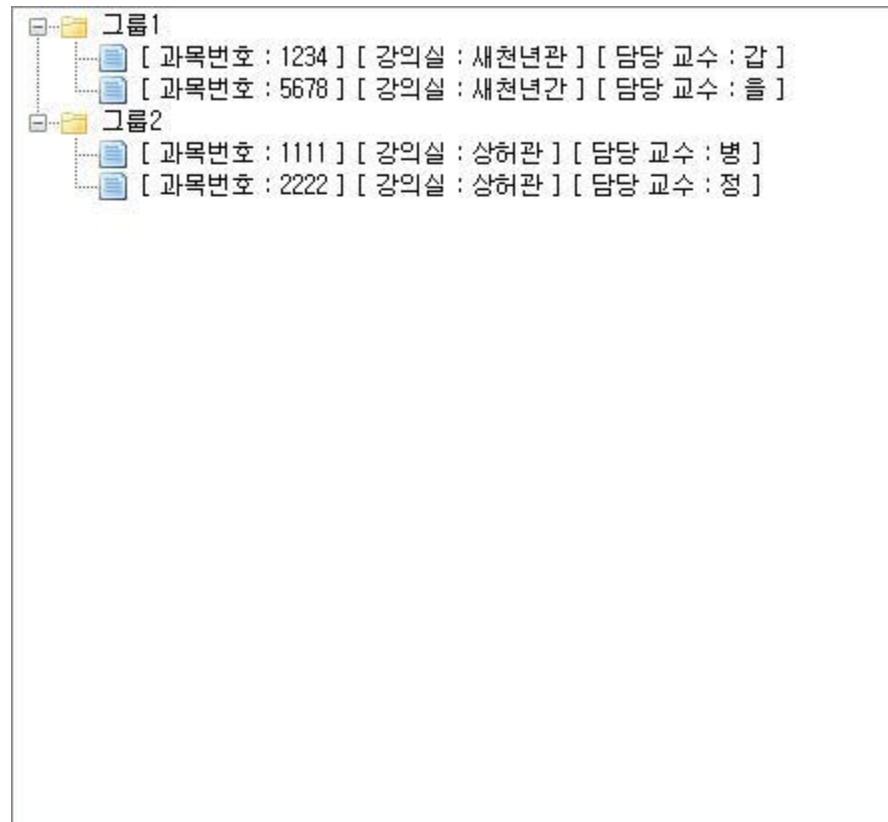 그룹1
[ 과목번호 : 1234 ] [ 강의실 : 새천년관 ] [ 담당 교수 : 갑 ]
[ 과목번호 : 5678 ] [ 강의실 : 새천년간 ] [ 담당 교수 : 을 ]
그룹2
[ 과목번호 : 1111 ] [ 강의실 : 상허관 ] [ 담당 교수 : 병 ]
[ 과목번호 : 2222 ] [ 강의실 : 상허관 ] [ 담당 교수 : 정 ]